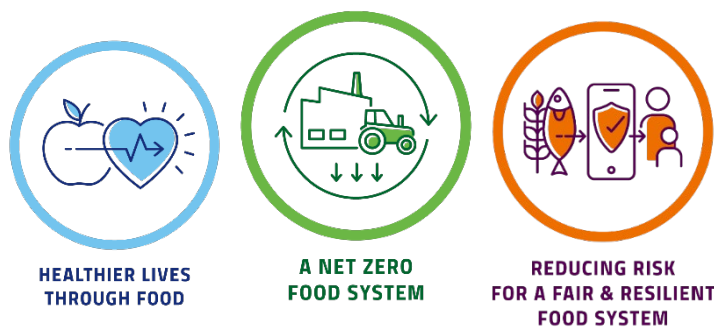 HEALTHIER LIVES
THROUGH FOOD
A NET ZERO
FOOD SYSTEM
REDUCING RISK
FOR A FAIR & RESILIENT
FOOD SYSTEM